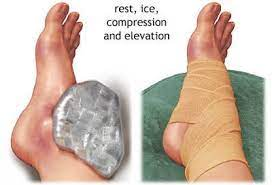 rest, ice,
compression
and elevation